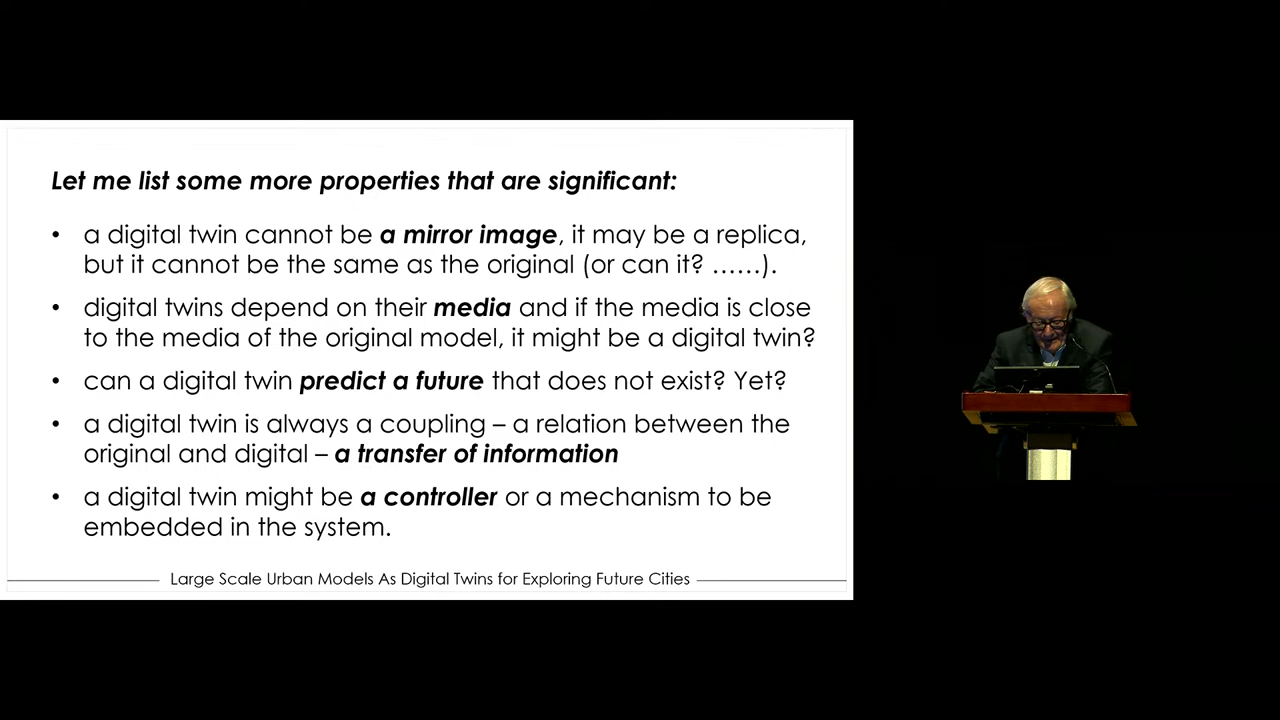 Let me list some more properties that are significant:
• a digital twin cannot be a mirror image, it may be a replica,
but it cannot be the same as the original (or can it? ......).
• digital twins depend on their media and if the media is close
to the media of the original model, it might be a digital twin?
• can a digital twin predict a future that does not exist? Yet?
• a digital twin is always a coupling – a relation between the
original and digital – a transfer of information
• a digital twin might be a controller or a mechanism to be
embedded in the system.
Large Scale Urban Models As Digital Twins for Exploring Future Cities